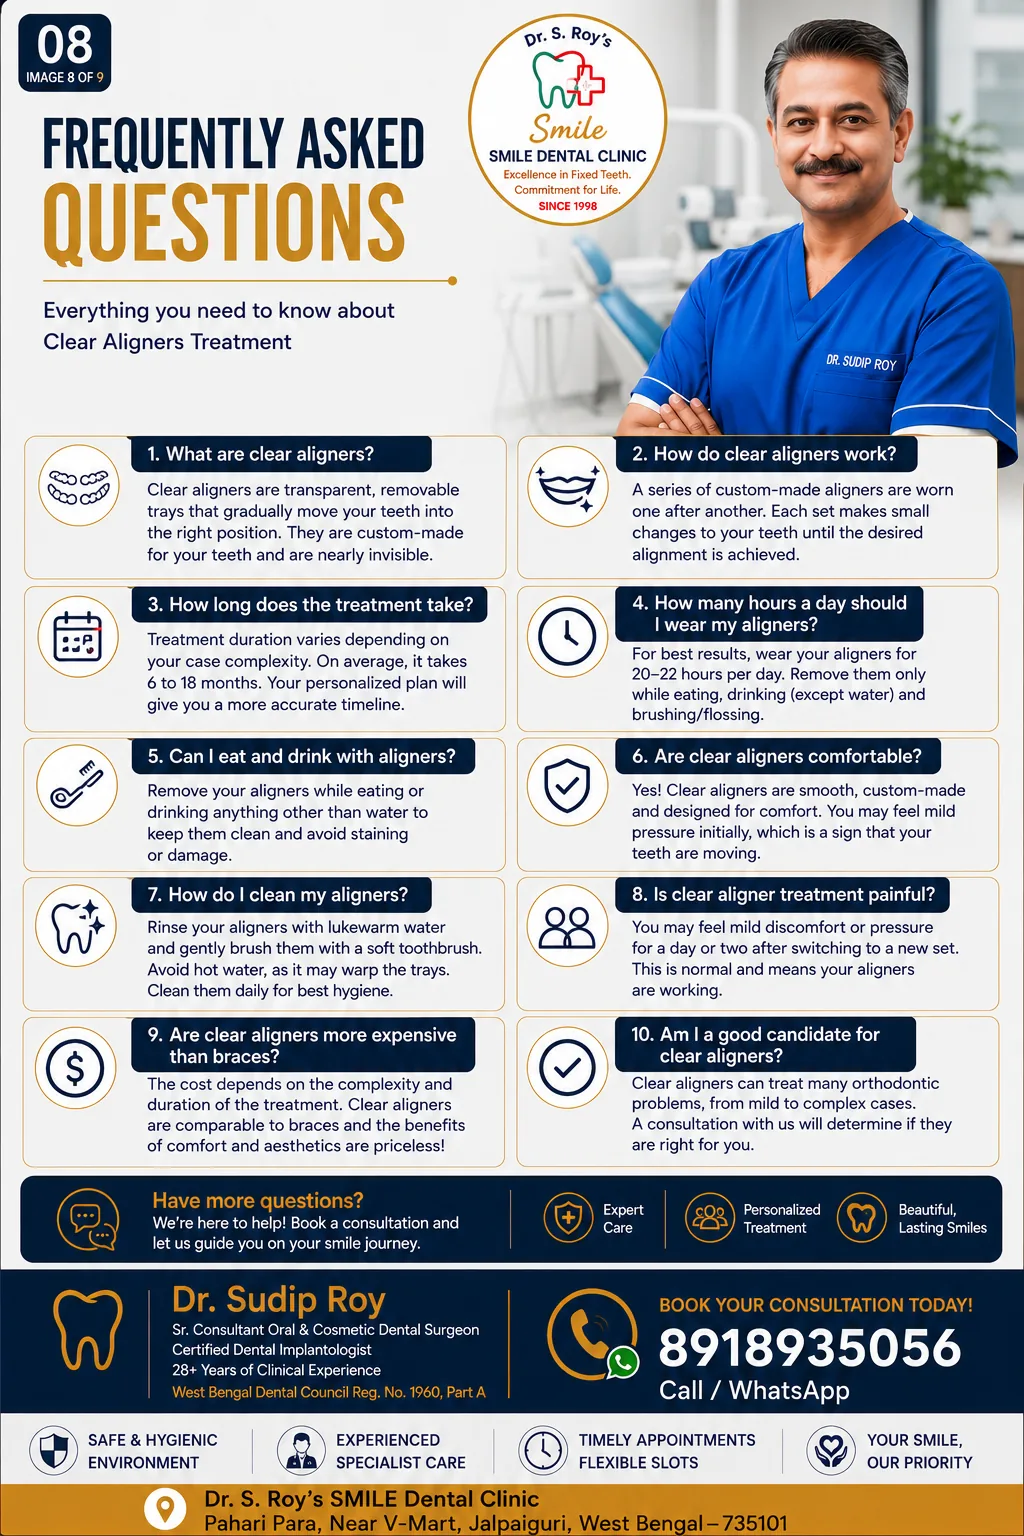 08
IMAGE 8 OF 9
Dr. S. Roy's
Smile
SMILE DENTAL CLINIC
Excellence in Fixed Teeth.
Commitment for Life.
SINCE 1998
FREQUENTLY ASKED
QUESTIONS
Everything you need to know about
Clear Aligners Treatment
DR. SUDIP ROY
1. What are clear aligners?
Clear aligners are transparent, removable
trays that gradually move your teeth into
the right position. They are custom-made
for your teeth and are nearly invisible.
2. How do clear aligners work?
A series of custom-made aligners are worn
one after another. Each set makes small
changes to your teeth until the desired
alignment is achieved.
3. How long does the treatment take?
Treatment duration varies depending on
your case complexity. On average, it takes
6 to 18 months. Your personalized plan will
give you a more accurate timeline.
4. How many hours a day should
I wear my aligners?
For best results, wear your aligners for
20–22 hours per day. Remove them only
while eating, drinking (except water) and
brushing/flossing.
5. Can I eat and drink with aligners?
Remove your aligners while eating or
drinking anything other than water to
keep them clean and avoid staining
or damage.
6. Are clear aligners comfortable?
Yes! Clear aligners are smooth, custom-made
and designed for comfort. You may feel mild
pressure initially, which is a sign that your
teeth are moving.
7. How do I clean my aligners?
Rinse your aligners with lukewarm water
and gently brush them with a soft toothbrush.
Avoid hot water, as it may warp the trays.
Clean them daily for best hygiene.
8. Is clear aligner treatment painful?
You may feel mild discomfort or pressure
for a day or two after switching to a new set.
This is normal and means your aligners
are working.
9. Are clear aligners more expensive
than braces?
The cost depends on the complexity and
duration of the treatment. Clear aligners
are comparable to braces and the benefits
of comfort and aesthetics are priceless!
10. Am I a good candidate for
clear aligners?
Clear aligners can treat many orthodontic
problems, from mild to complex cases.
A consultation with us will determine if they
are right for you.
Have more questions?
We're here to help! Book a consultation and
let us guide you on your smile journey.
Expert
Care
Personalized
Treatment
Beautiful,
Lasting Smiles
Dr. Sudip Roy
Sr. Consultant Oral & Cosmetic Dental Surgeon
Certified Dental Implantologist
28+ Years of Clinical Experience
West Bengal Dental Council Reg. No. 1960, Part A
BOOK YOUR CONSULTATION TODAY!
8918935056
Call / WhatsApp
SAFE & HYGIENIC
ENVIRONMENT
EXPERIENCED
SPECIALIST CARE
TIMELY APPOINTMENTS
FLEXIBLE SLOTS
YOUR SMILE,
OUR PRIORITY
Dr. S. Roy's SMILE Dental Clinic
Pahari Para, Near V-Mart, Jalpaiguri, West Bengal – 735101